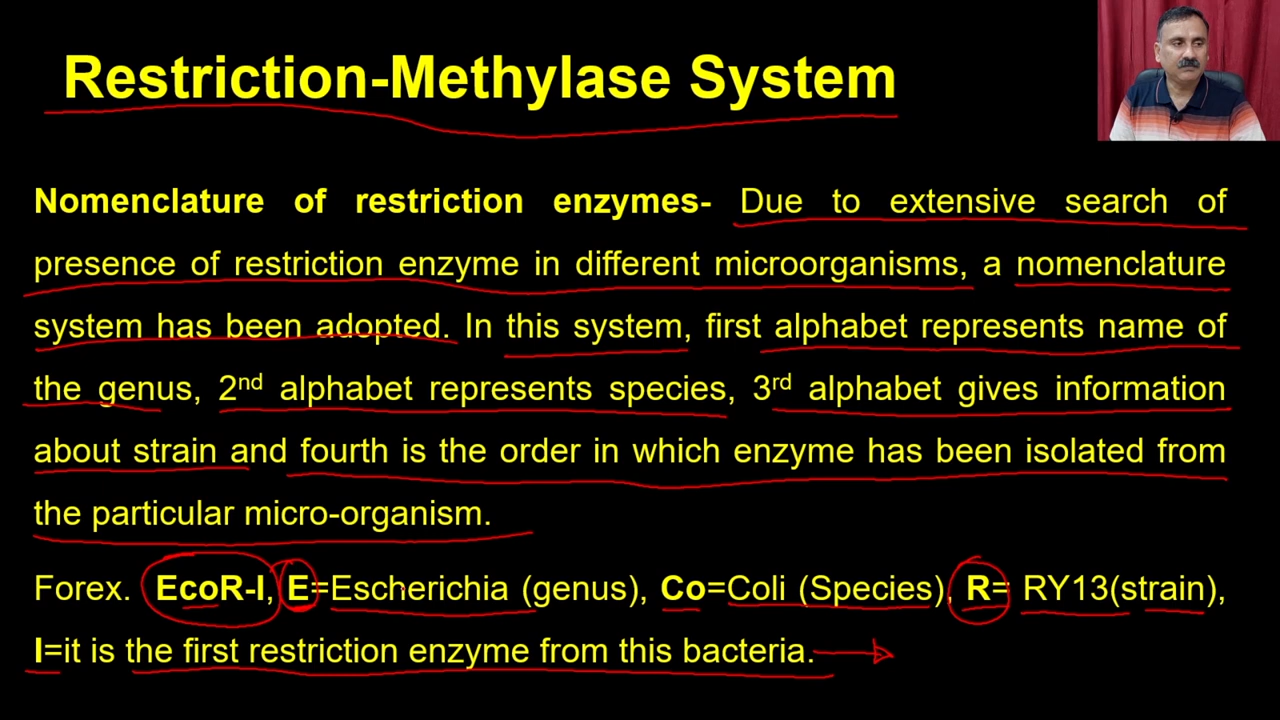 Restriction-Methylase System
Nomenclature of restriction enzymes- Due to extensive search of
presence of restriction enzyme in different microorganisms, a nomenclature
system has been adopted. In this system, first alphabet represents name of
the genus, 2nd alphabet represents species, 3rd alphabet gives information
about strain and fourth is the order in which enzyme has been isolated from
the particular micro-organism.
Forex. EcoR-I, E=Escherichia (genus), Co=Coli (Species), R= RY13(strain),
I=it is the first restriction enzyme from this bacteria.